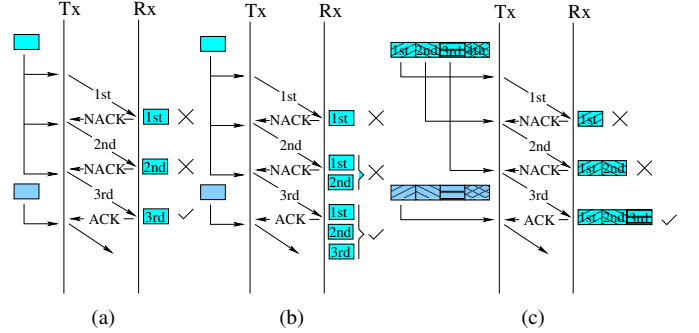 Tx Rx
1st
NACK 1st
2nd
NACK 2nd
3rd
ACK 3rd
(a)
Tx Rx
1st
NACK 1st
2nd
NACK 1st
2nd
3rd
ACK 1st
2nd
3rd
(b)
Tx Rx
1st 2nd 3rd 4th
1st
NACK 1st
2nd
NACK 1st 2nd
3rd
ACK 1st 2nd 3rd
(c)